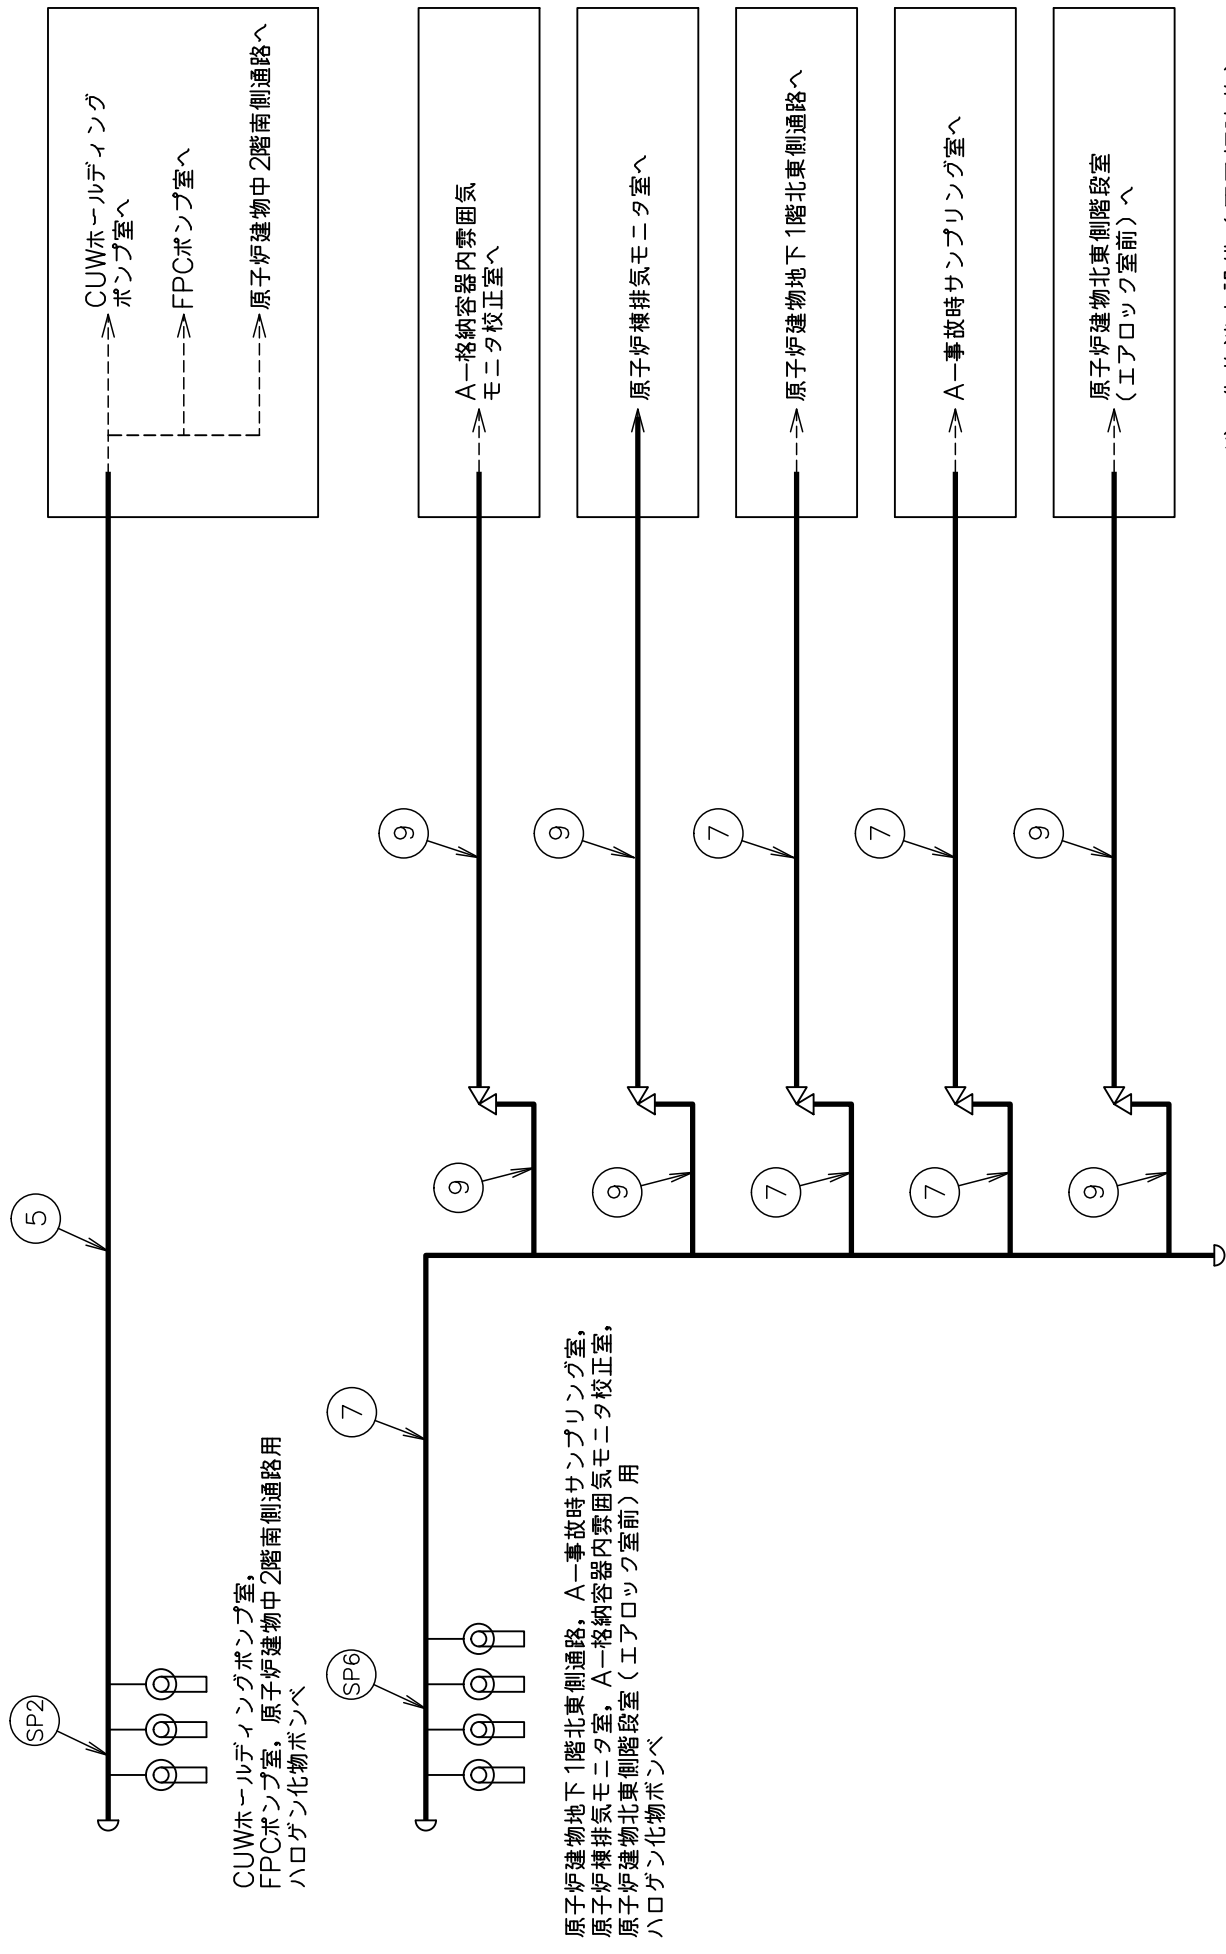 SP2
5
CUWホールディングポンプ室,
FPCポンプ室, 原子炉建物中2階南側通路用
ハロゲン化物ボンベ
CUWホールディング
ポンプ室へ
FPCポンプ室へ
原子炉建物中2階南側通路へ
SP6
7
原子炉建物地下1階北東側通路, A-事故時サンプリング室,
原子炉棟排気モニタ室, A-格納容器内雰囲気モニタ校正室,
原子炉建物北東側階段室（エアロック室前）用
ハロゲン化物ボンベ
9
9
A-格納容器内雰囲気
モニタ校正室へ
9
9
原子炉棟排気モニタ室へ
7
7
原子炉建物地下1階北東側通路へ
7
7
A-事故時サンプリング室へ
9
9
原子炉建物北東側階段室
（エアロック室前）へ